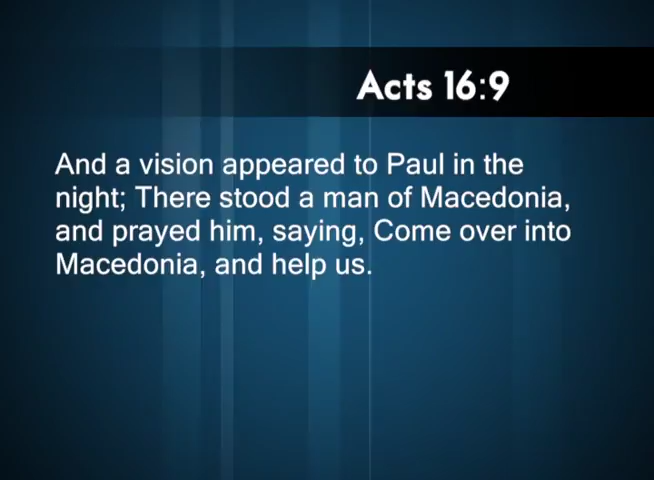 Acts 16:9
And a vision appeared to Paul in the
night; There stood a man of Macedonia,
and prayed him, saying, Come over into
Macedonia, and help us.